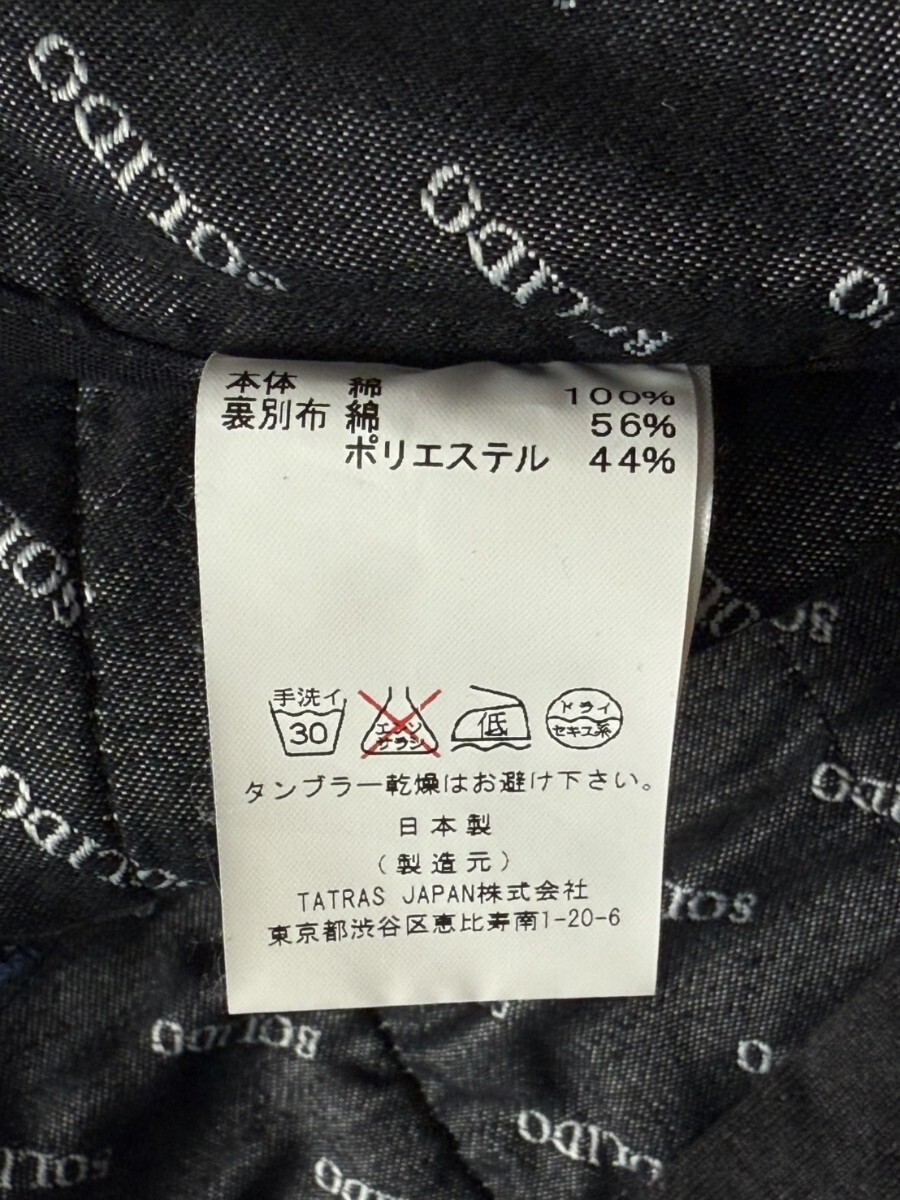 SOLIDO
SOLIDO
本体 綿 100%
裏別布 綿 56%
ポリエステル 44%
手洗イ
30
エンソ
サラシ
低
ドライ
セキユ系
タンブラー乾燥はお避け下さい。
日本製
(製造元)
TATRAS JAPAN株式会社
東京都渋谷区恵比寿南1-20-6